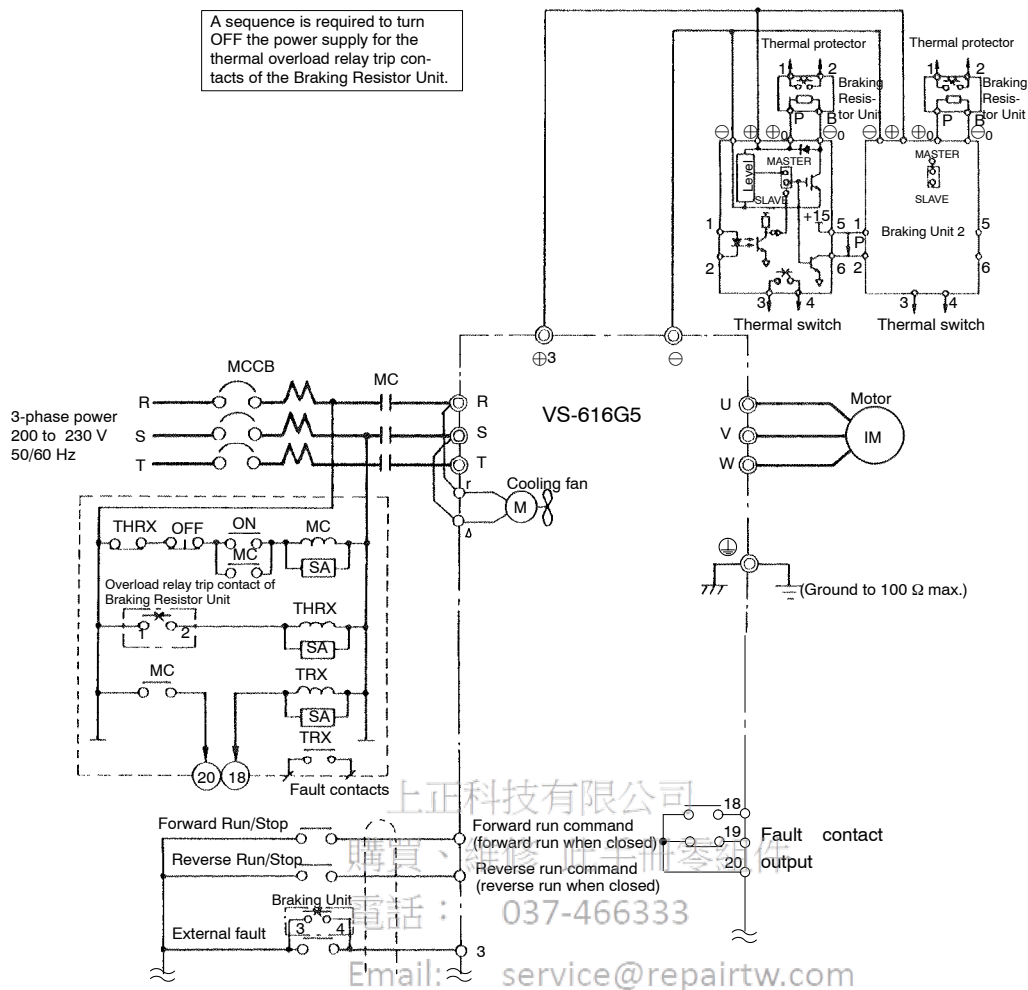 A sequence is required to turn
OFF the power supply for the
thermal overload relay trip con-
tacts of the Braking Resistor Unit.
Thermal protector
Thermal protector
1 2
Braking
Resis-
tor Unit
P B
1 2
Braking
Resis-
tor Unit
P B
⊖ ⊕ ⊕0 ⊖0
⊖ ⊕ ⊕0 ⊖0
Level
MASTER
SLAVE
+15
MASTER
SLAVE
1 5 1 5
P
Braking Unit 2
2 6 2 6
3 4
3 4
Thermal switch
Thermal switch
⊕3
⊖
MCCB
MC
3-phase power
200 to 230 V
50/60 Hz
R
S
T
R
S
T
VS-616G5
U
V
W
Motor
IM
r
Cooling fan
M
THRX OFF ON MC
MC
SA
Overload relay trip contact of
Braking Resistor Unit
1 2
THRX
SA
MC
TRX
SA
TRX
20 18
Fault contacts
(Ground to 100 Ω max.)
上正科技有限公司
Forward Run/Stop
Forward run command
(forward run when closed)
Reverse Run/Stop
Reverse run command
(reverse run when closed)
18
19
20
Fault contact
output
購買、維修 此手冊零組件
Braking Unit
3 4
External fault
3
電話: 037-466333
Email: service@repairtw.com